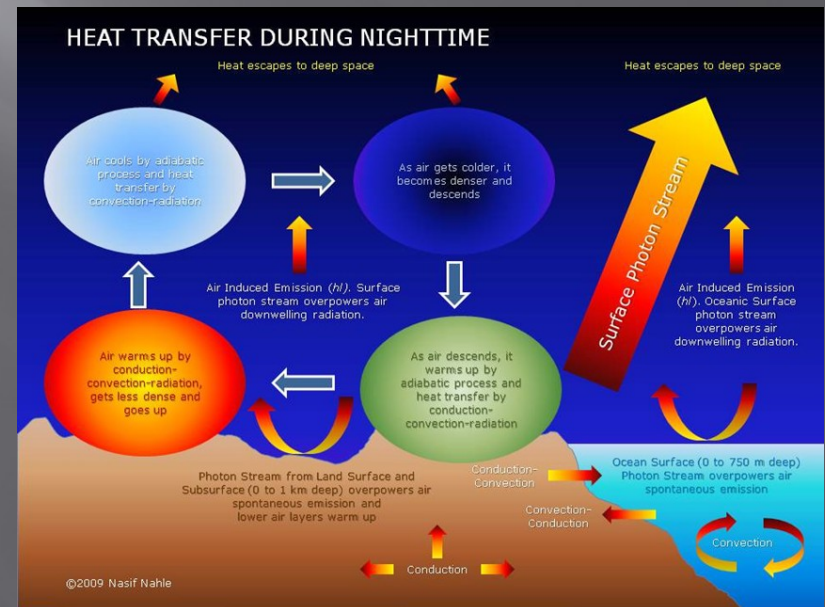 HEAT TRANSFER DURING NIGHTTIME
Heat escapes to deep space
Heat escapes to deep space
Air cools by adiabatic
process and heat
transfer by
convection-radiation
As air gets colder, it
becomes denser and
descends
Surface Photon Stream
Air Induced Emission (hl). Surface
photon stream overpowers air
downwelling radiation.
Air Induced Emission
(hl). Oceanic Surface
photon stream
overpowers air
downwelling radiation.
Air warms up by
conduction-
convection-radiation,
gets less dense and
goes up
As air descends, it
warms up by
adiabatic process and
heat transfer by
conduction-
convection-radiation
Photon Stream from Land Surface and
Subsurface (0 to 1 km deep) overpowers air
spontaneous emission and
lower air layers warm up
Conduction-
Convection
Ocean Surface (0 to 750 m deep)
Photon Stream overpowers air
spontaneous emission
Convection-
Conduction
Convection
Conduction
©2009 Nasif Nahle